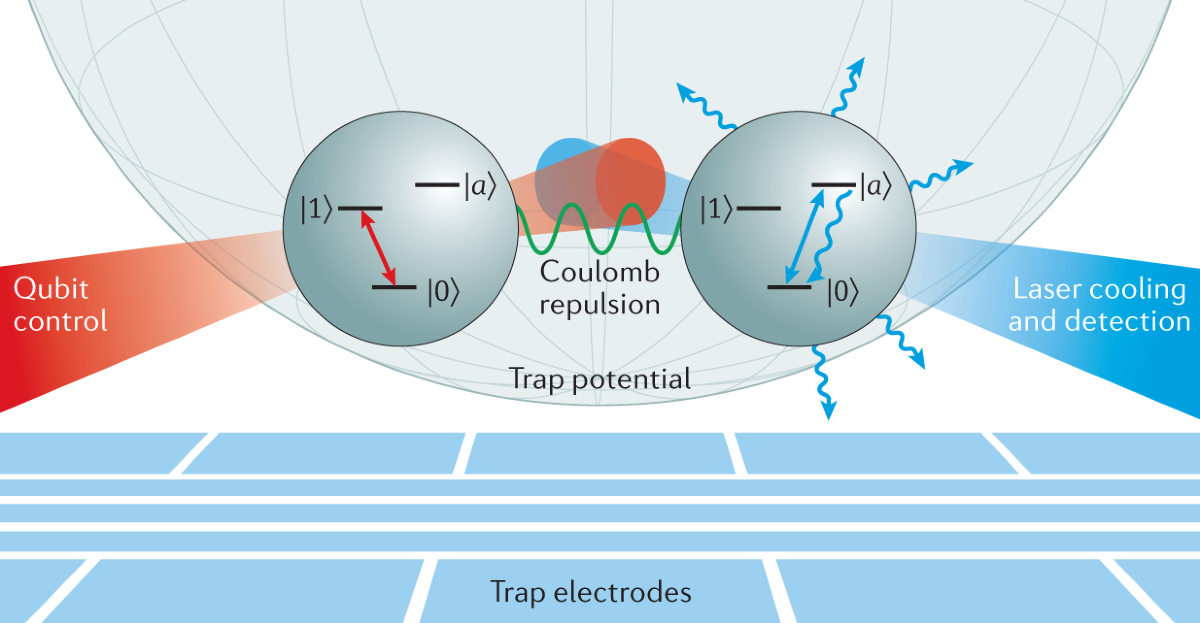 |a⟩
|1⟩
|0⟩
|a⟩
|1⟩
|0⟩
Qubit
control
Coulomb
repulsion
Laser cooling
and detection
Trap potential
Trap electrodes